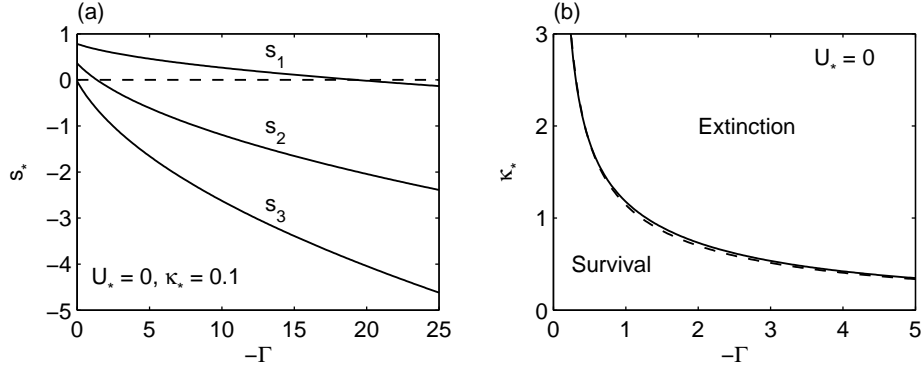 (a)
1
0
−1
−2
−3
−4
−5
s*
s1
s2
s3
U* = 0, κ* = 0.1
0 5 10 15 20 25
−Γ
(b)
3
2
1
0
κ*
U* = 0
Extinction
Survival
0 1 2 3 4 5
−Γ